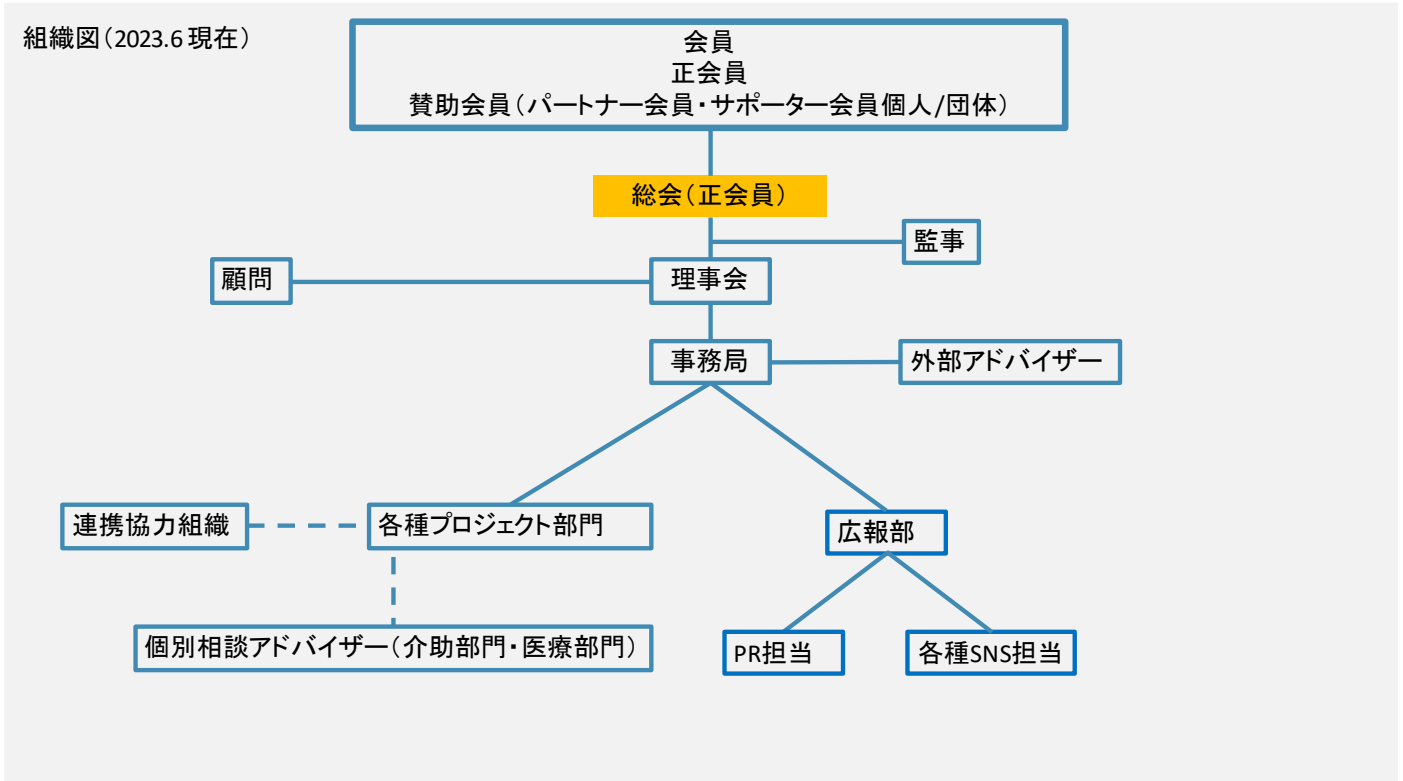 組織図（2023.6 現在）
会員
正会員
賛助会員（パートナー会員・サポーター会員個人/団体）
総会（正会員）
監事
顧問
理事会
事務局
外部アドバイザー
連携協力組織
各種プロジェクト部門
広報部
個別相談アドバイザー（介助部門・医療部門）
PR担当
各種SNS担当